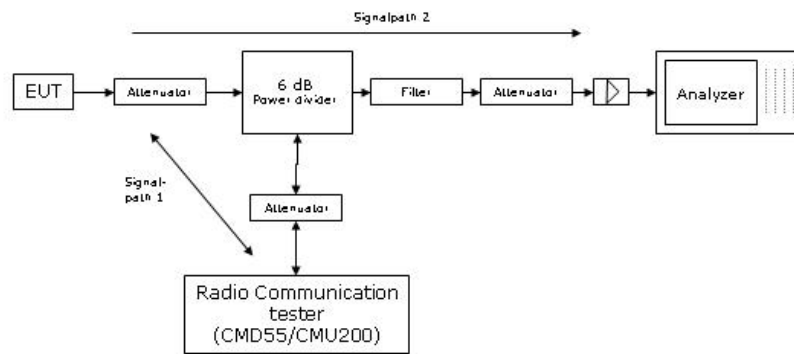 Signalpath 2
EUT
Attenuator
6 dB
Power divider
Filter
Attenuator
Analyzer
Signal-
path 1
Attenuator
Radio Communication
tester
(CMD55/CMU200)